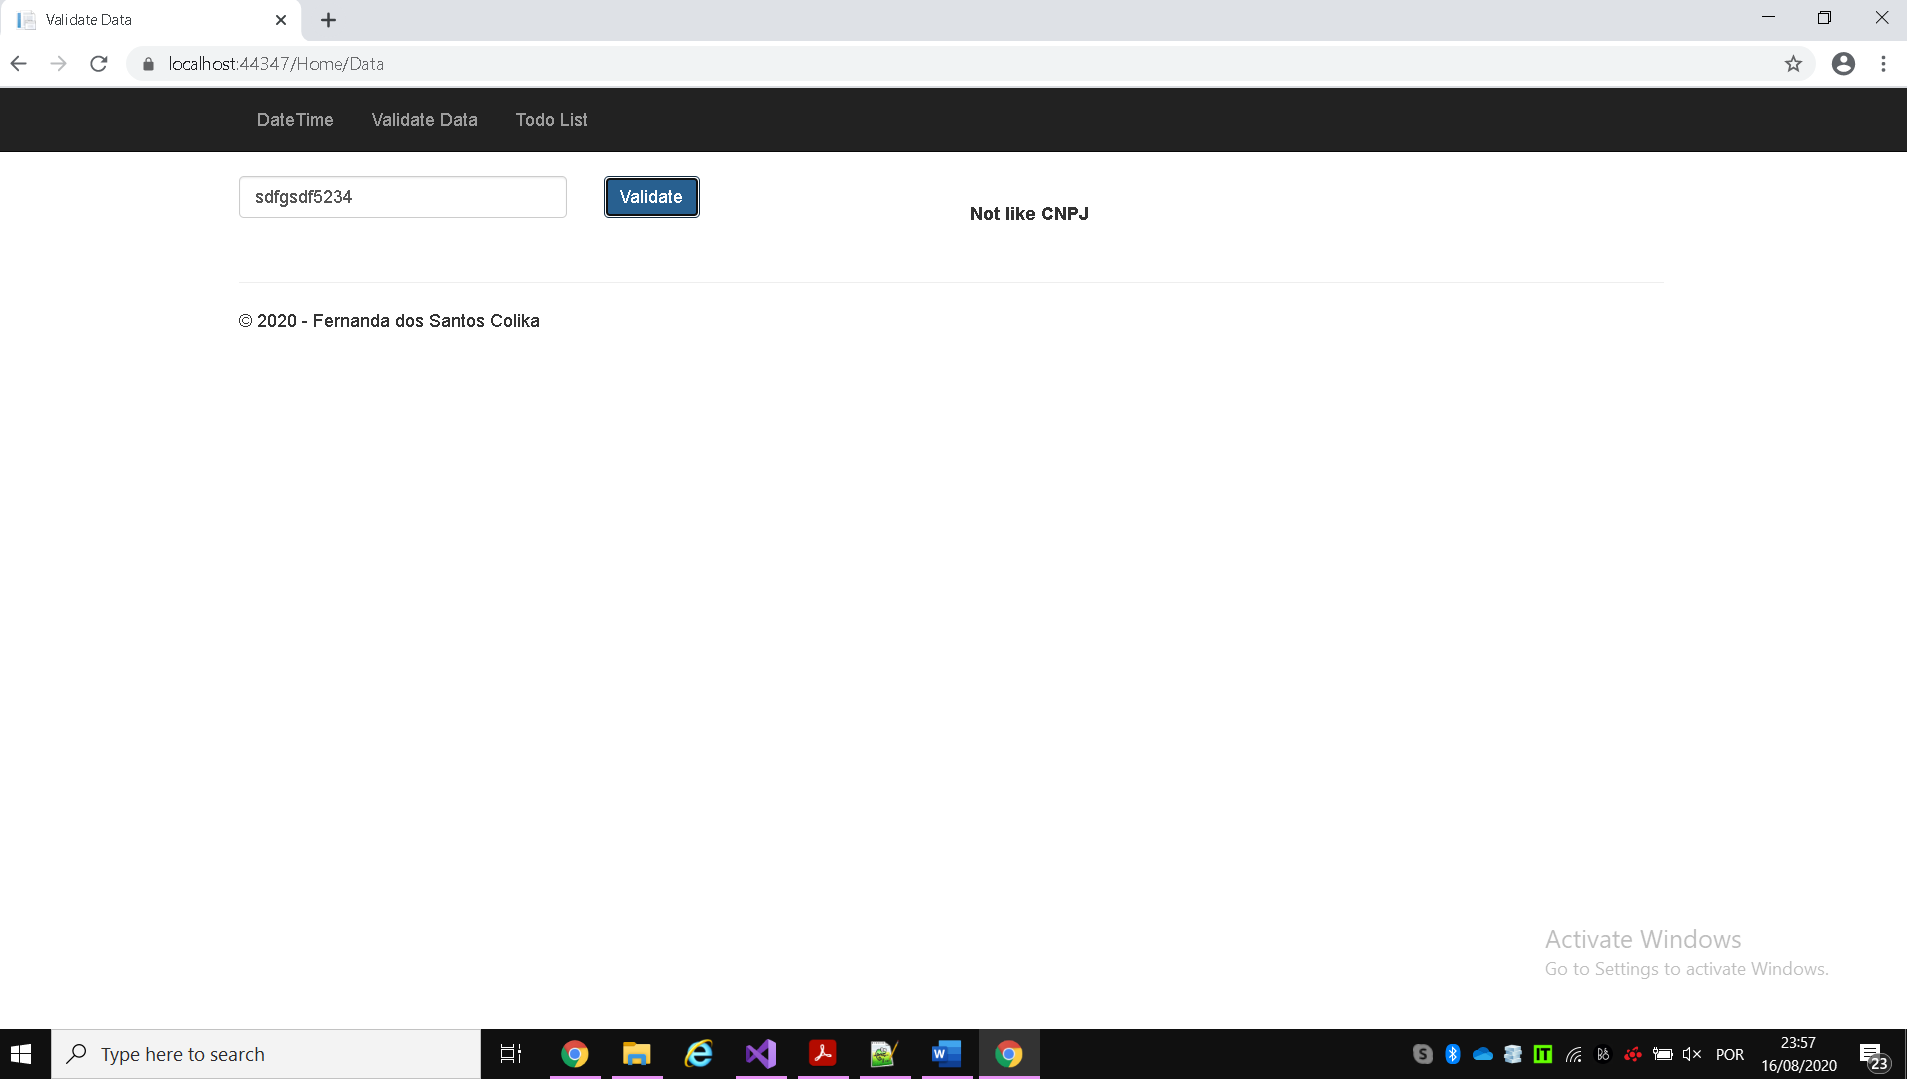 Validate Data
localhost:44347/Home/Data
DateTime Validate Data Todo List
sdfgsdf5234 Validate
Not like CNPJ
© 2020 - Fernanda dos Santos Colika
Activate Windows
Go to Settings to activate Windows.
Type here to search
POR
23:57
16/08/2020
23